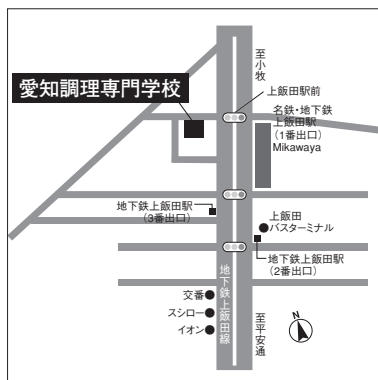 至小牧
上飯田駅前
愛知調理専門学校
名鉄・地下鉄
上飯田駅
（1番出口）
Mikawaya
地下鉄上飯田駅
（3番出口）
上飯田
バスターミナル
地下鉄上飯田駅
（2番出口）
地下鉄上飯田線
交番
スシロー
イオン
至平安通
N